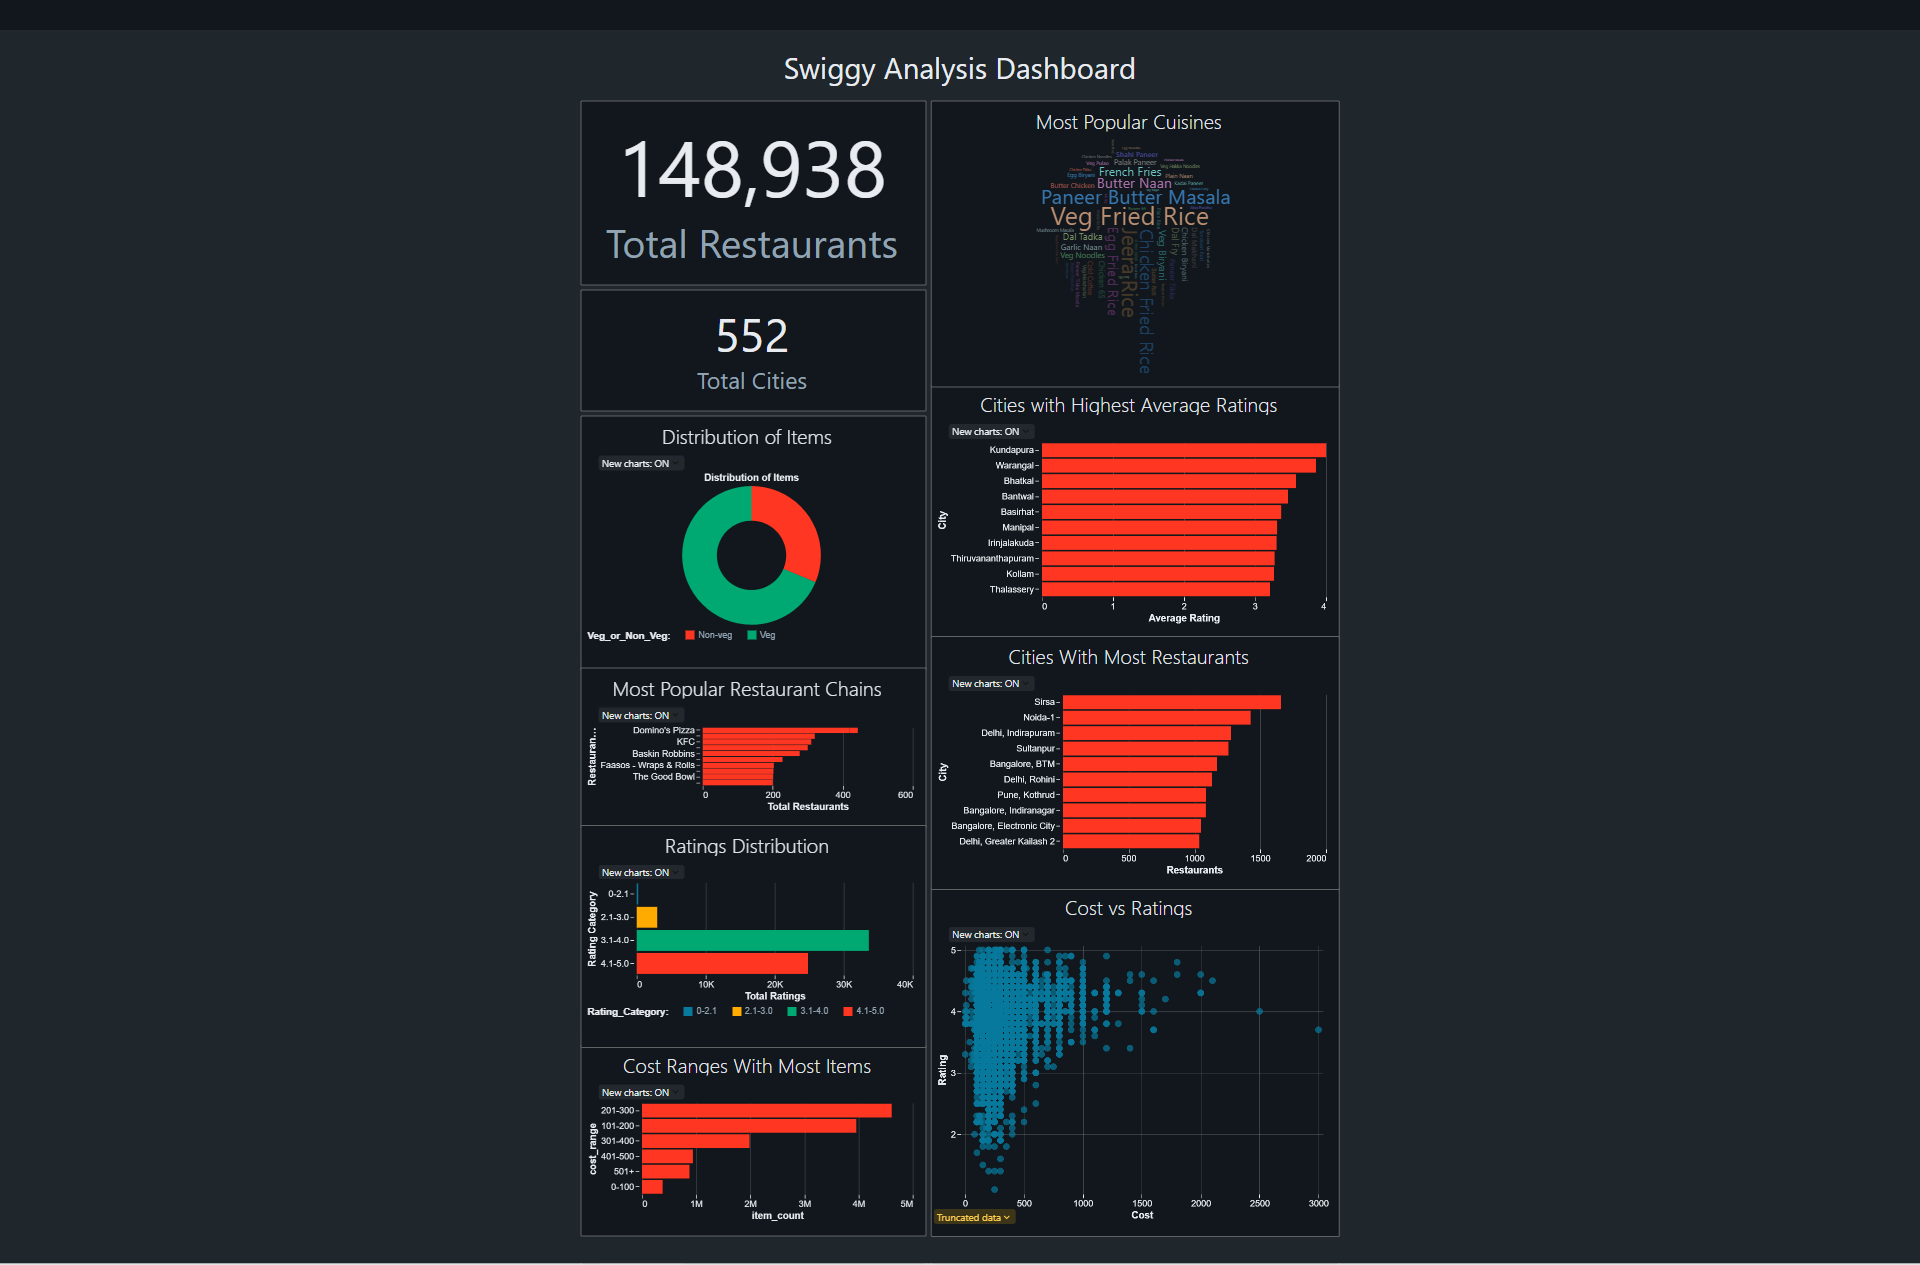 Swiggy Analysis Dashboard
148,938
Total Restaurants
552
Total Cities
Distribution of Items
New charts: ON
Distribution of Items
Veg_or_Non_Veg:
Non-veg
Veg
Most Popular Restaurant Chains
New charts: ON
Restauran...
Domino's Pizza
KFC
Baskin Robbins
Faasos - Wraps & Rolls
The Good Bowl
0 200 400 600
Total Restaurants
Ratings Distribution
New charts: ON
Rating Category
0-2.1
2.1-3.0
3.1-4.0
4.1-5.0
0 10K 20K 30K 40K
Total Ratings
Rating_Category: 0-2.1 2.1-3.0 3.1-4.0 4.1-5.0
Cost Ranges With Most Items
New charts: ON
cost_range
201-300
101-200
301-400
401-500
501+
0-100
0 1M 2M 3M 4M 5M
item_count
Most Popular Cuisines
Shahi Paneer
Palak Paneer
French Fries
Egg Biryani
Plain Naan
Butter Chicken
Butter Naan
Kadai Paneer
Paneer Butter Masala
Veg Fried Rice
Dal Tadka
Garlic Naan
Veg Noodles
Chicken 65
Egg Fried Rice
Jeera Rice
Chicken Fried Rice
Veg Biryani
Dal Fry
Chicken Biryani
Dal Makhani
Cities with Highest Average Ratings
New charts: ON
City
Kundapura
Warangal
Bhatkal
Bantwal
Basirhat
Manipal
Irinjalakuda
Thiruvananthapuram
Kollam
Thalassery
0 1 2 3 4
Average Rating
Cities With Most Restaurants
New charts: ON
City
Sirsa
Noida-1
Delhi, Indirapuram
Sultanpur
Bangalore, BTM
Delhi, Rohini
Pune, Kothrud
Bangalore, Indiranagar
Bangalore, Electronic City
Delhi, Greater Kailash 2
0 500 1000 1500 2000
Restaurants
Cost vs Ratings
New charts: ON
Rating
5
4
3
2
0 500 1000 1500 2000 2500 3000
Cost
Truncated data